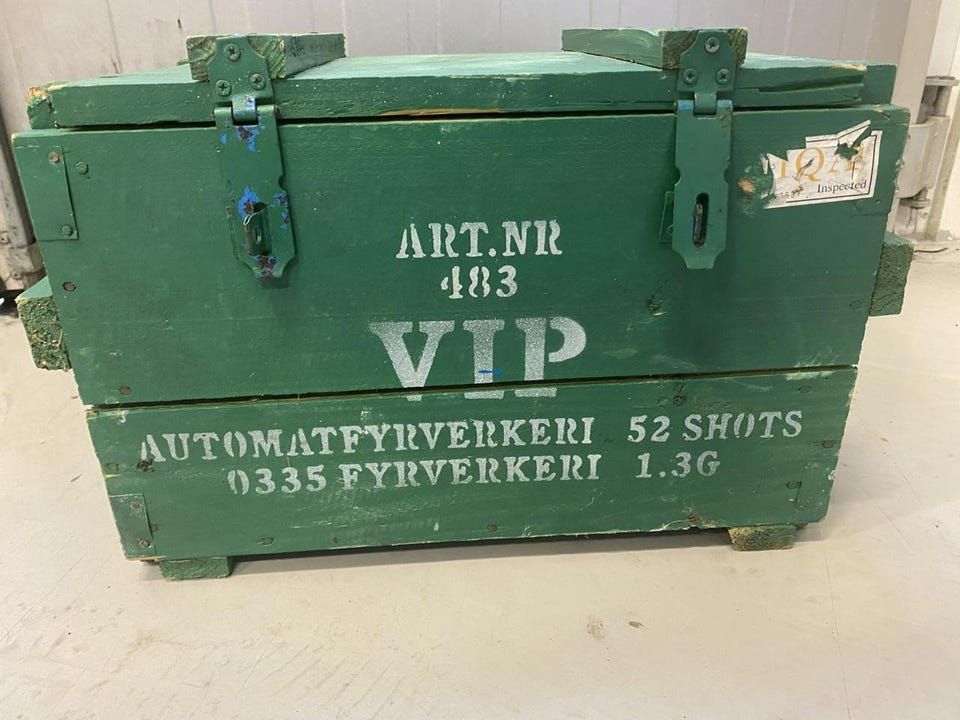 Inspected
ART.NR
483
VIP
AUTOMATFYRVERKERI 52 SHOTS
0335 FYRVERKERI 1.3G